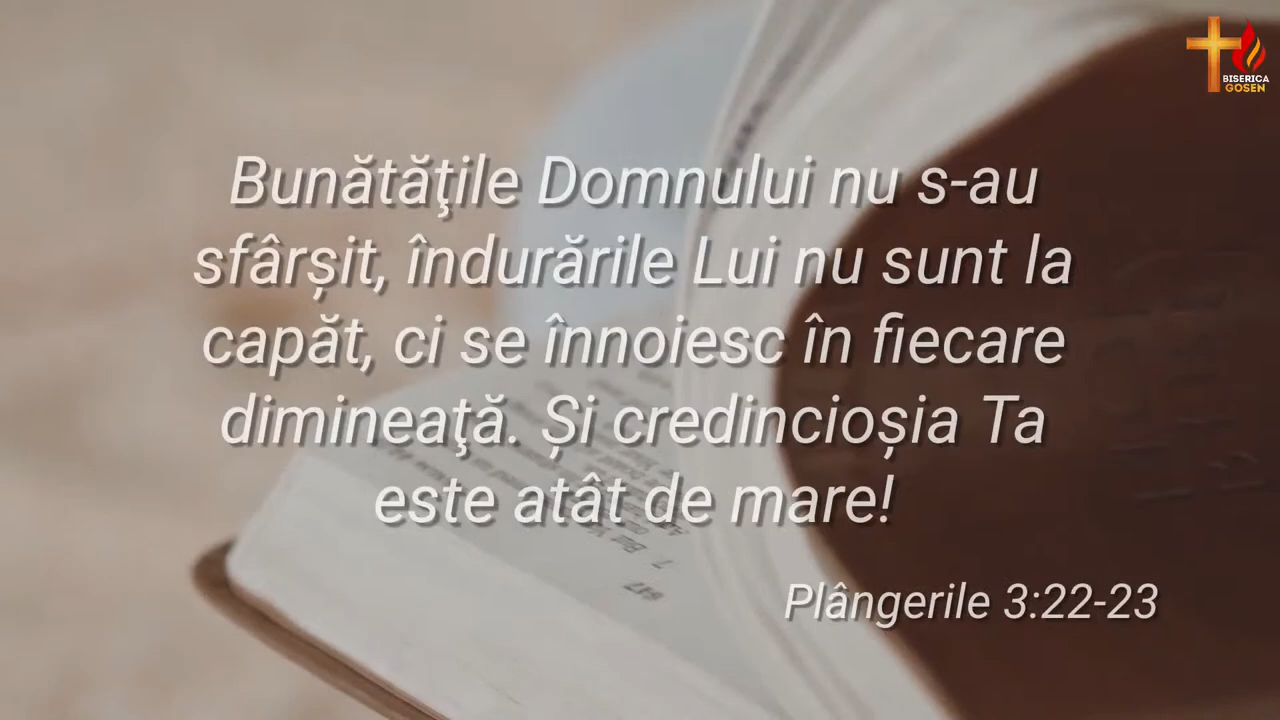 BISERICA
GOSEN
Bunătăţile Domnului nu s-au
sfârșit, îndurările Lui nu sunt la
capăt, ci se înnoiesc în fiecare
dimineaţă. Și credincioșia Ta
este atât de mare!
Plângerile 3:22-23